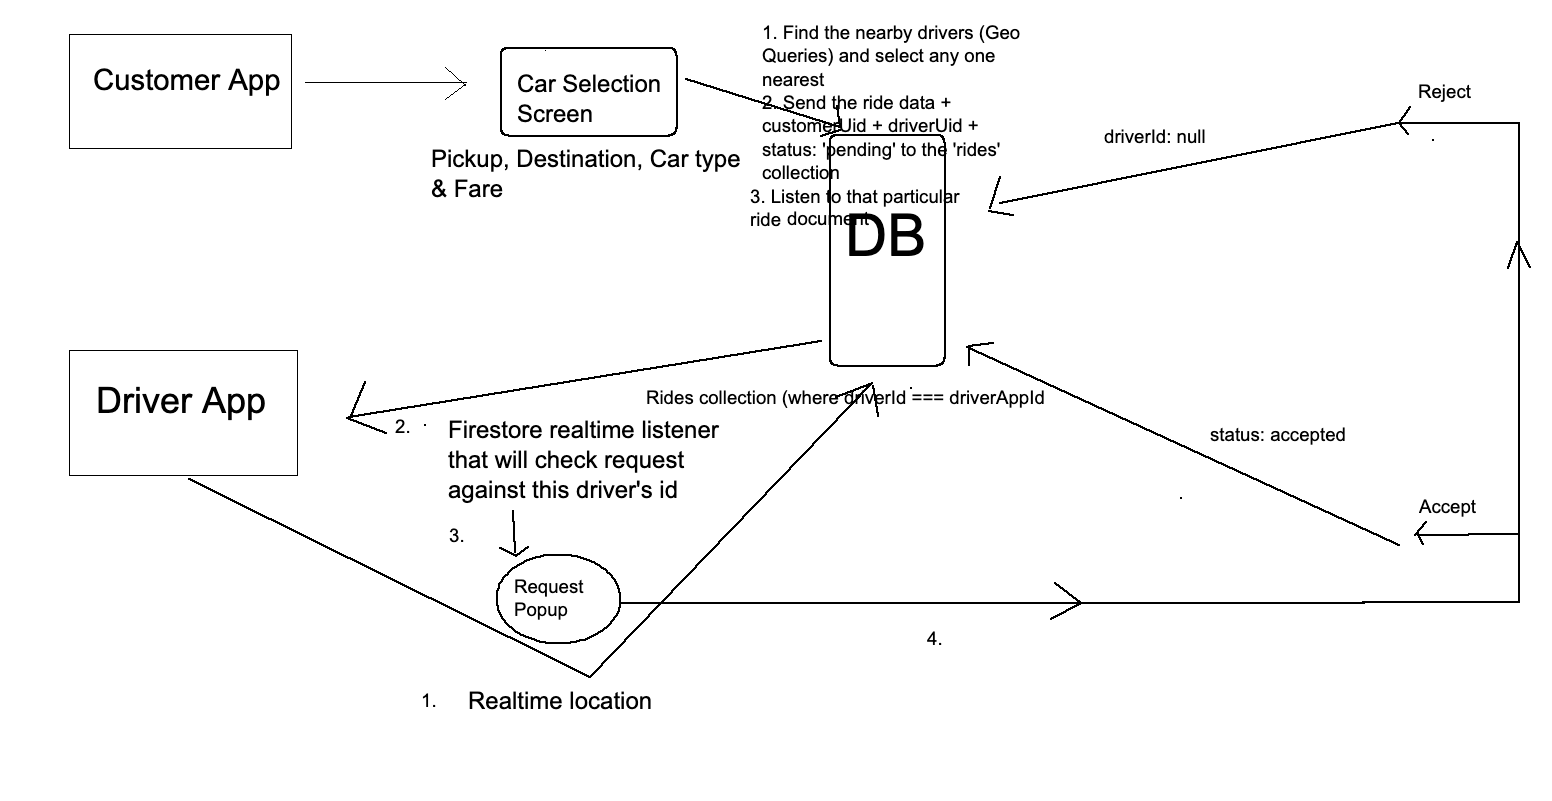 Customer App
Car Selection
Screen
Pickup, Destination, Car type
& Fare
1. Find the nearby drivers (Geo
Queries) and select any one
nearest
2. Send the ride data +
customerUid + driverUid +
status: 'pending' to the 'rides'
collection
3. Listen to that particular
ride document
DB
driverId: null
Reject
Driver App
Rides collection (where driverId === driverAppId
2.
Firestore realtime listener
that will check request
against this driver's id
status: accepted
Accept
3.
Request
Popup
4.
1.
Realtime location